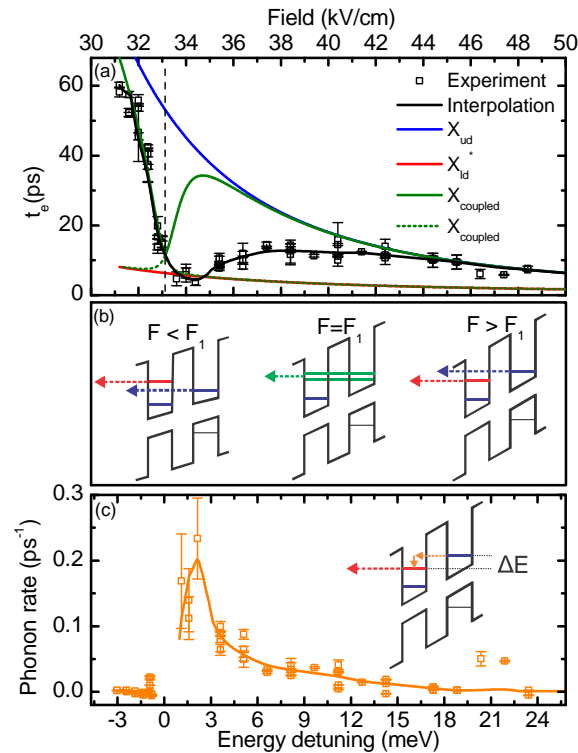 Field (kV/cm)
30 32 34 36 38 40 42 44 46 48 50
(a)
60
40
20
0
t_e(ps)
Experiment
Interpolation
X_ud
X_ld^*
X_coupled
X_coupled
(b)
F < F_1
F=F_1
F > F_1
(c)
0.3
0.2
0.1
0.0
Phonon rate (ps^-1)
ΔE
-3 0 3 6 9 12 15 18 21 24
Energy detuning (meV)